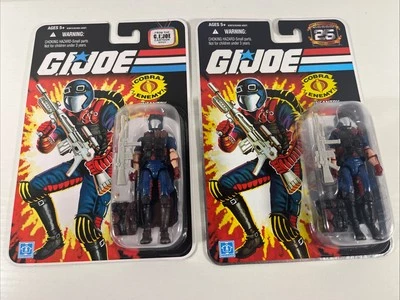 AGES 5+
WARNING:
CHOKING HAZARD-Small parts.
Not for children under 3 years.
G.I.JOE
G.I.JOE
COBRA
ENEMY
AGES 5+
WARNING:
CHOKING HAZARD-Small parts.
Not for children under 3 years.
25
G.I.JOE
COBRA
ENEMY